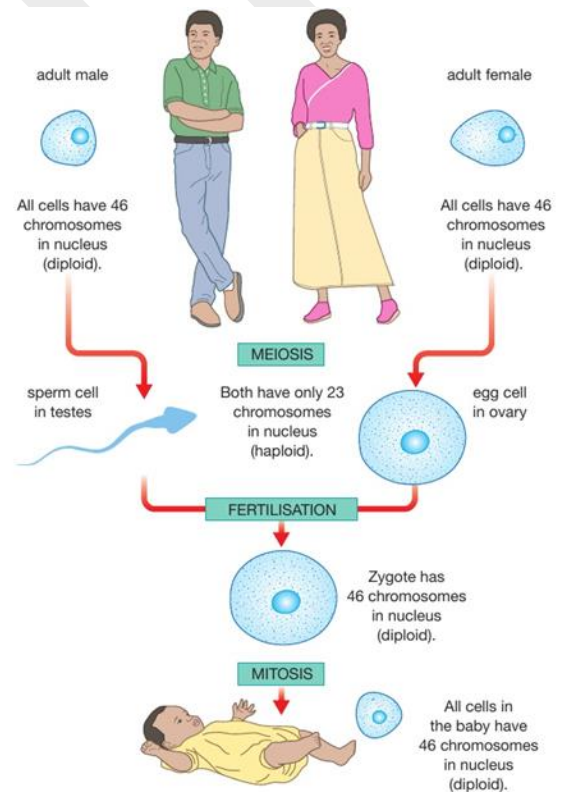 adult male
adult female
All cells have 46
chromosomes
in nucleus
(diploid).
All cells have 46
chromosomes
in nucleus
(diploid).
MEIOSIS
sperm cell
in testes
Both have only 23
chromosomes
in nucleus
(haploid).
egg cell
in ovary
FERTILISATION
Zygote has
46 chromosomes
in nucleus
(diploid).
MITOSIS
All cells in
the baby have
46 chromosomes
in nucleus
(diploid).